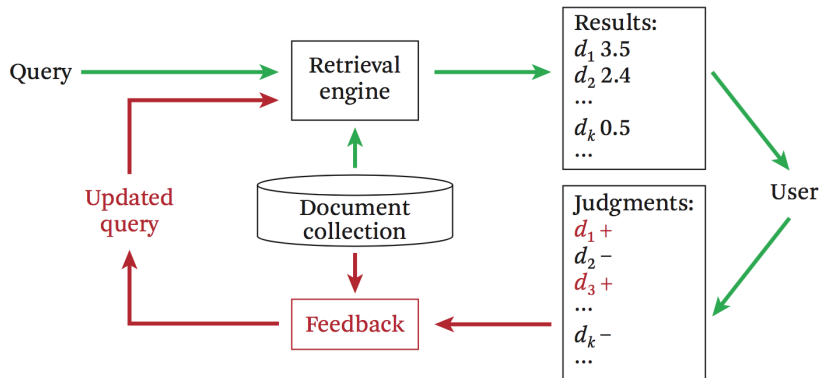 Query
Retrieval
engine
Results:
d₁ 3.5
d₂ 2.4
...
dₖ 0.5
...
User
Updated
query
Document
collection
Judgments:
d₁ +
d₂ –
d₃ +
...
dₖ –
...
Feedback